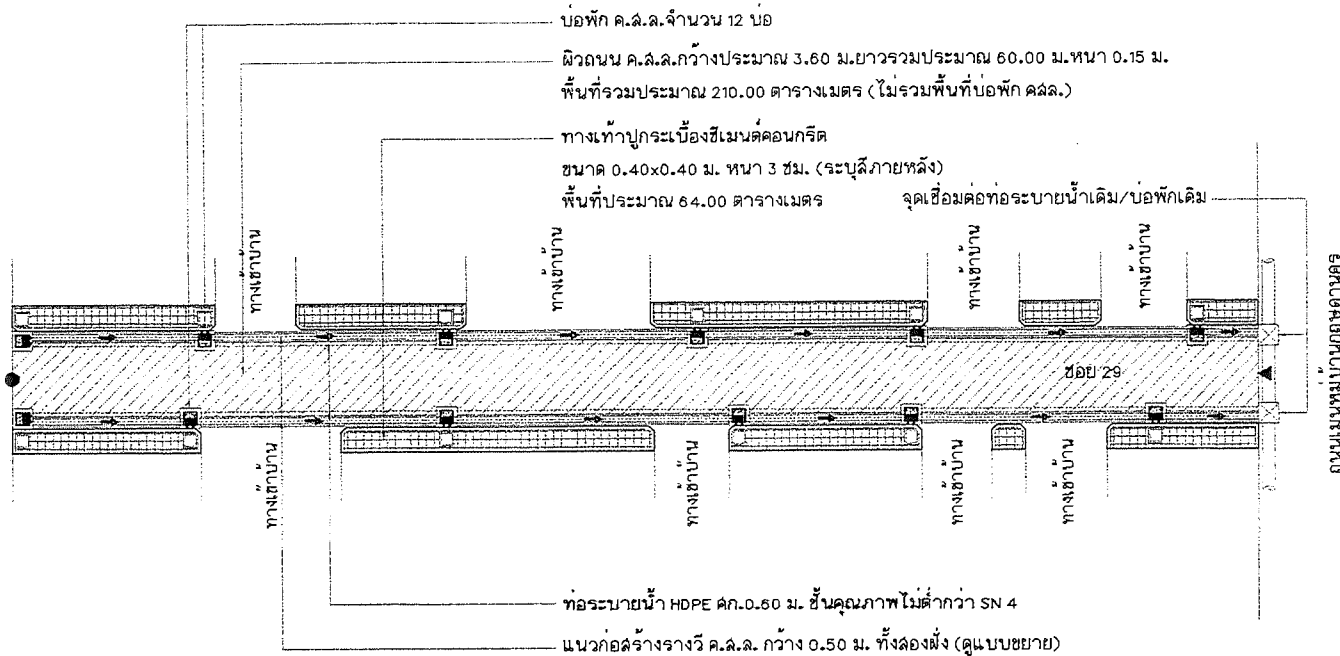 บ่อพัก ค.ส.ล.จำนวน 12 บ่อ
ผิวถนน ค.ส.ล.กว้างประมาณ 3.60 ม.ยาวรวมประมาณ 60.00 ม.หนา 0.15 ม.
พื้นที่รวมประมาณ 210.00 ตารางเมตร (ไม่รวมพื้นที่บ่อพัก คสล.)
ทางเท้าปูกระเบื้องซีเมนต์คอนกรีต
ขนาด 0.40x0.40 ม. หนา 3 ซม. (ระบุสีภายหลัง)
พื้นที่ประมาณ 64.00 ตารางเมตร
จุดเชื่อมต่อท่อระบายน้ำเดิม/บ่อพักเดิม
ทางเข้าบ้าน
ทางเข้าบ้าน
ทางเข้าบ้าน
ทางเข้าบ้าน
ซอย 29
ทางเข้าบ้าน
ทางเข้าบ้าน
ทางเข้าบ้าน
ทางเข้าบ้าน
ท่อระบายน้ำ HDPE ศก.0.60 ม. ชั้นคุณภาพไม่ต่ำกว่า SN 4
แนวก่อสร้างรางวี ค.ส.ล. กว้าง 0.50 ม. ทั้งสองฝั่ง (ดูแบบขยาย)